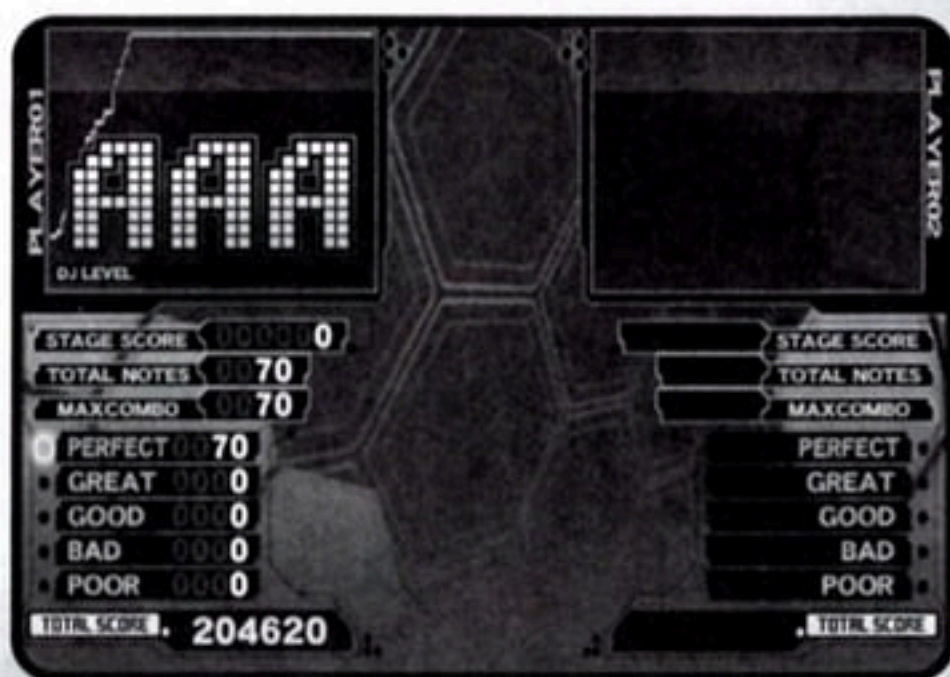 PLAYER01
AAA
DJ LEVEL
PLAYER02
STAGE SCORE 000000
TOTAL NOTES 0070
MAXCOMBO 0070
PERFECT 0070
GREAT 0000
GOOD 0000
BAD 0000
POOR 0000
TOTAL SCORE 204620
STAGE SCORE
TOTAL NOTES
MAXCOMBO
PERFECT
GREAT
GOOD
BAD
POOR
TOTAL SCORE